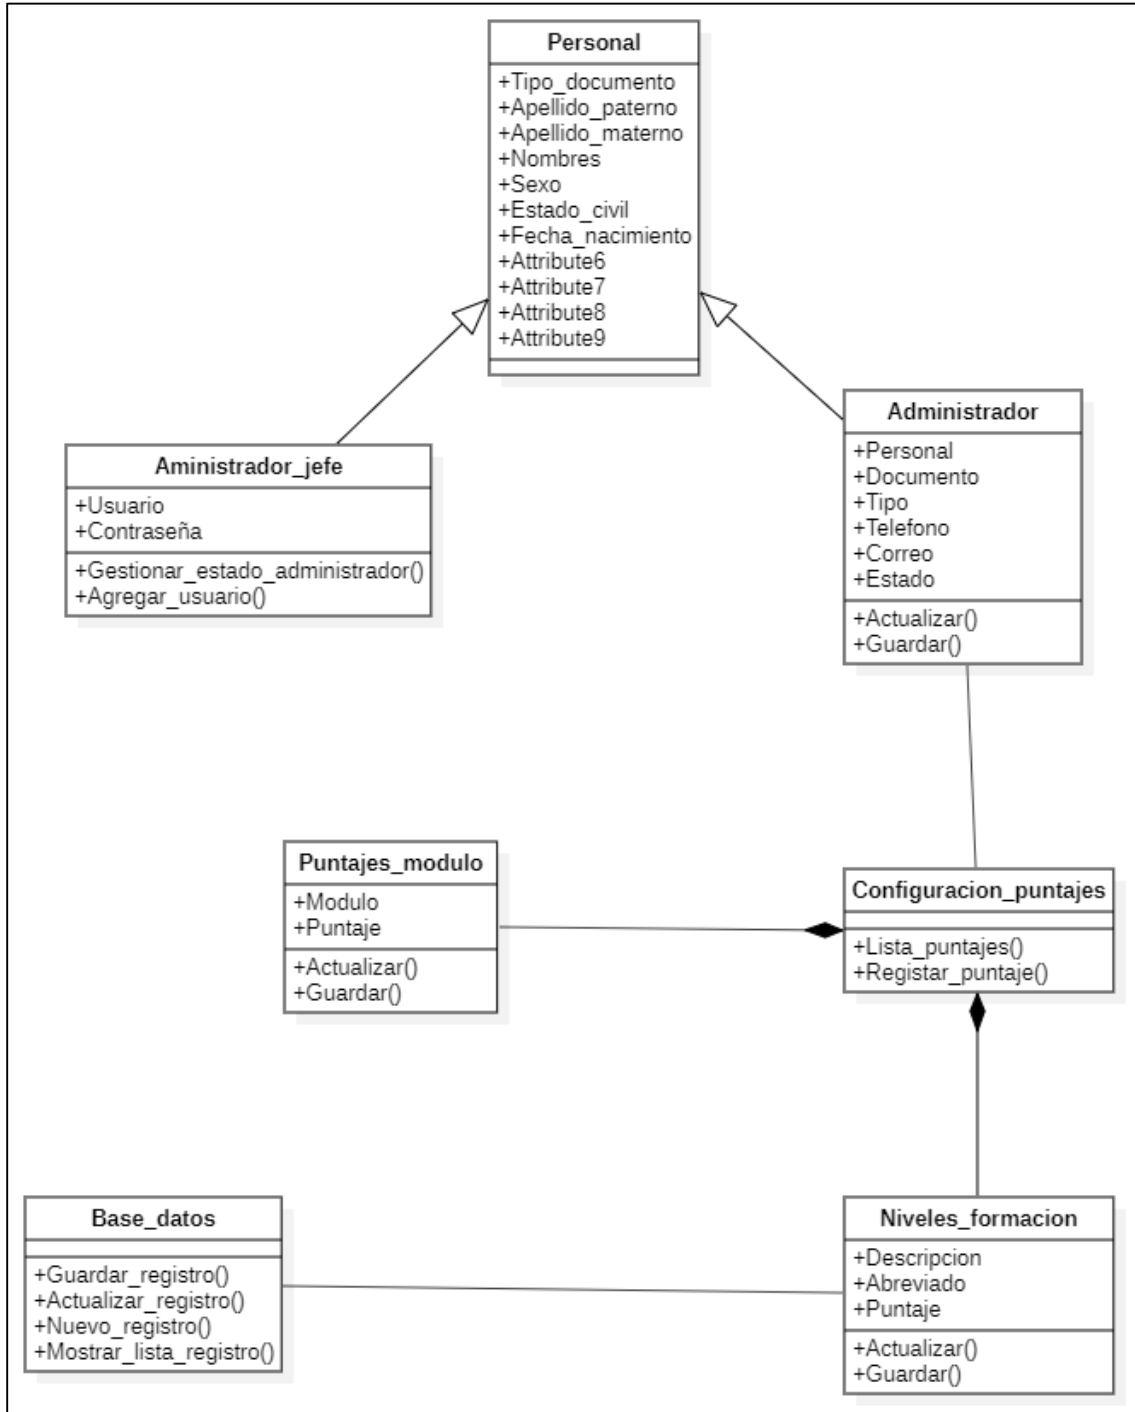 Personal
+Tipo_documento
+Apellido_paterno
+Apellido_materno
+Nombres
+Sexo
+Estado_civil
+Fecha_nacimiento
+Attribute6
+Attribute7
+Attribute8
+Attribute9
Aministrador_jefe
+Usuario
+Contraseña
+Gestionar_estado_administrador()
+Agregar_usuario()
Administrador
+Personal
+Documento
+Tipo
+Telefono
+Correo
+Estado
+Actualizar()
+Guardar()
Puntajes_modulo
+Modulo
+Puntaje
+Actualizar()
+Guardar()
Configuracion_puntajes
+Lista_puntajes()
+Registar_puntaje()
Base_datos
+Guardar_registro()
+Actualizar_registro()
+Nuevo_registro()
+Mostrar_lista_registro()
Niveles_formacion
+Descripcion
+Abreviado
+Puntaje
+Actualizar()
+Guardar()